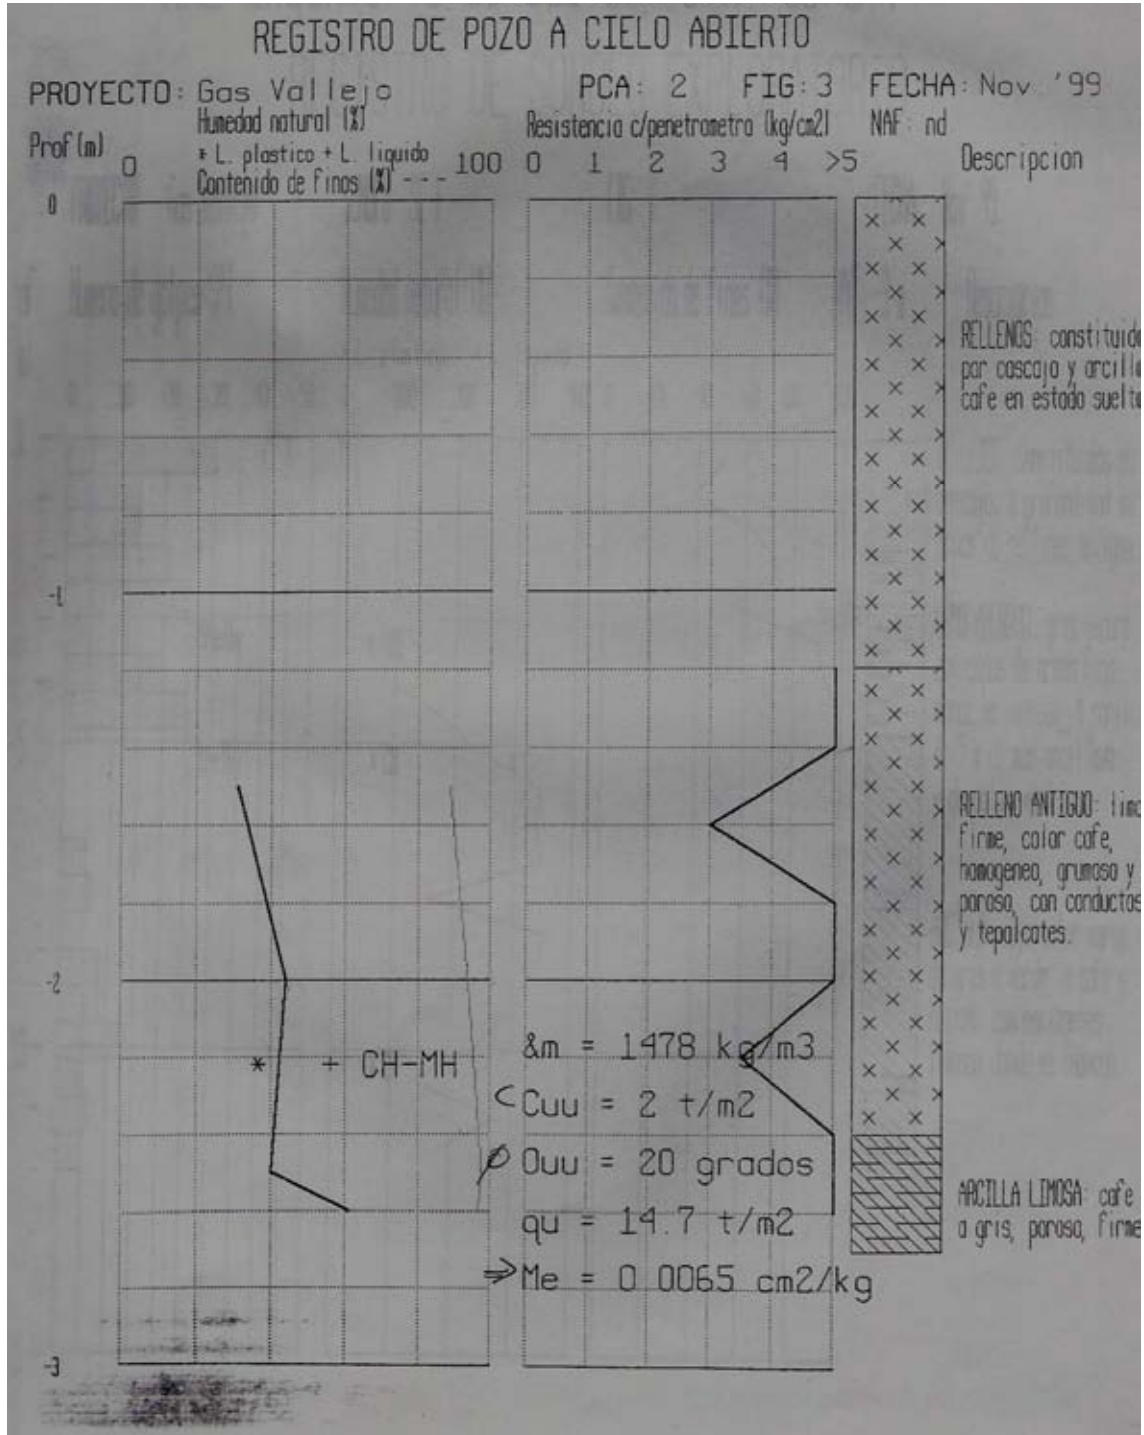 REGISTRO DE POZO A CIELO ABIERTO
PROYECTO: Gas Vallejo PCA: 2 FIG: 3 FECHA: Nov '99
Humedad natural (%) Resistencia c/penetrometro (kg/cm2) NAF: nd
Prof (m) 0 * L. plastico + L. liquido 100 0 1 2 3 4 >5 Descripcion
Contenido de finos (%) ---
0
RELLENOS: constituido
por cascajo y arcilla
cafe en estado suelto
-1
RELLENO ANTIGUO: limo
firme, color cafe,
homogeneo, grumoso y
poroso, con conductos
y tepalcates.
-2
* + CH-MH
&m = 1478 kg/m3
Cuu = 2 t/m2
Ouu = 20 grados
qu = 14.7 t/m2
ARCILLA LIMOSA: cafe
a gris, poroso, firme
Me = 0.0065 cm2/kg
-3